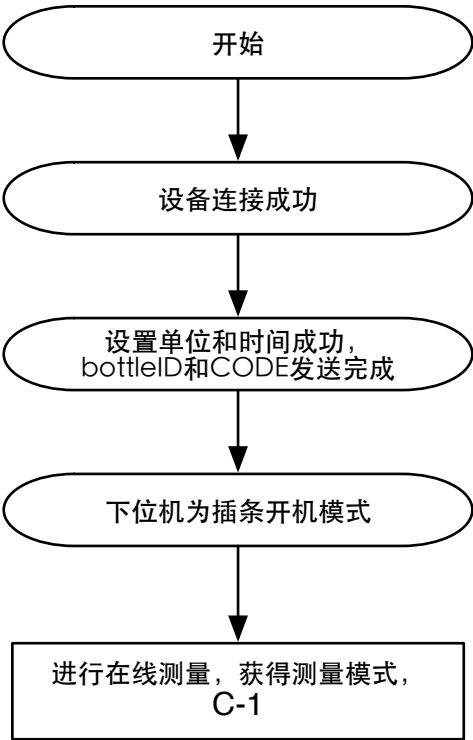 开始
设备连接成功
设置单位和时间成功，
bottleID和CODE发送完成
下位机为插条开机模式
进行在线测量，获得测量模式，
C-1